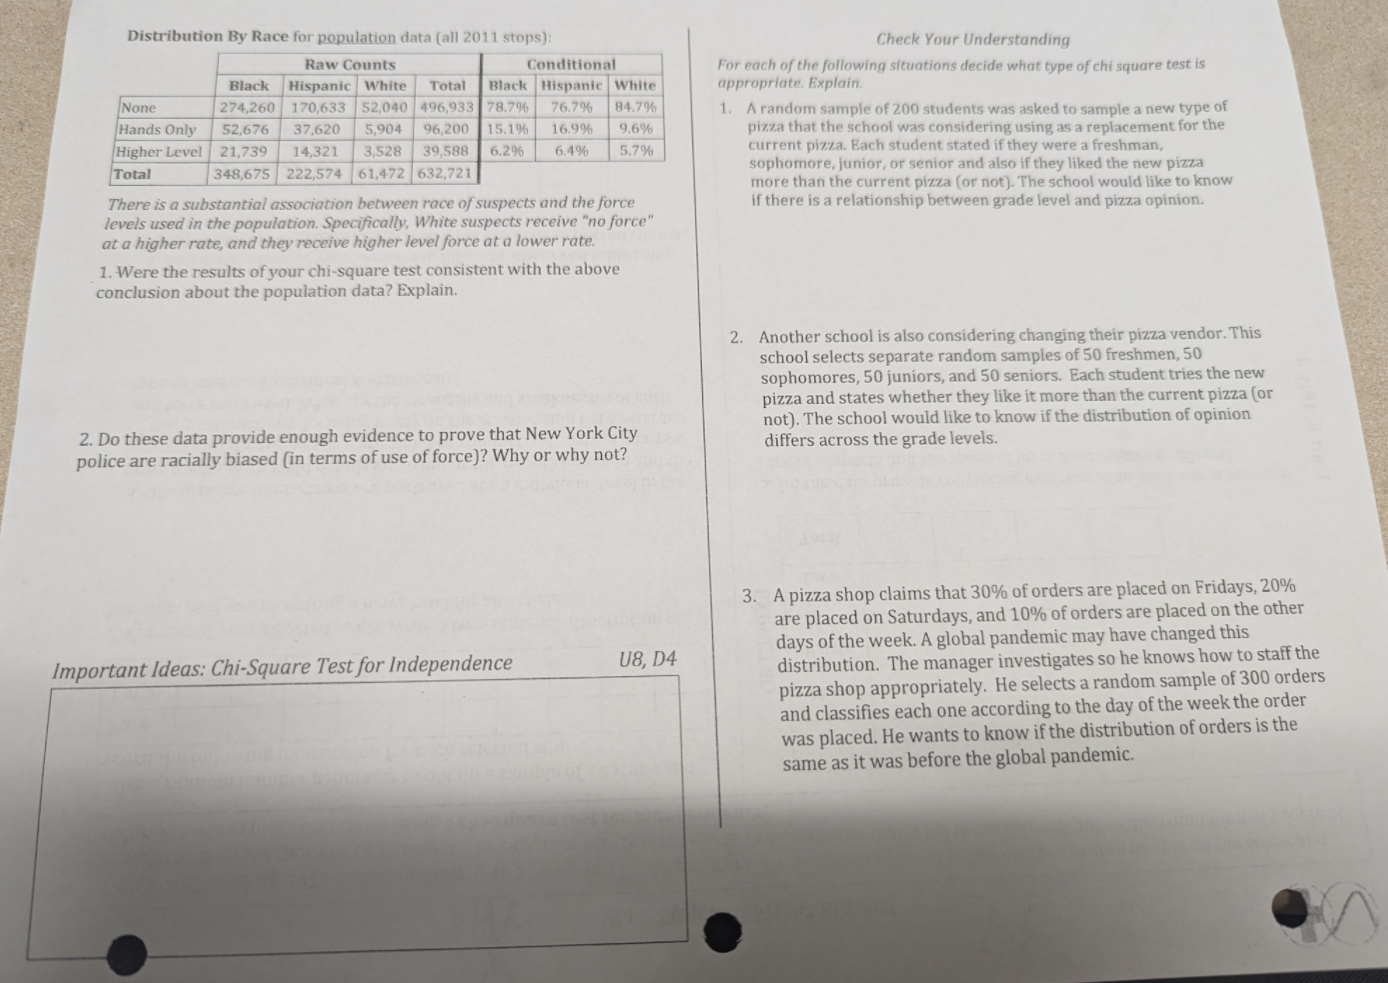 Distribution By Race for population data (all 2011 stops):
Raw Counts Conditional
Black Hispanic White Total Black Hispanic White
None 274,260 170,633 52,040 496,933 78.7% 76.7% 84.7%
Hands Only 52,676 37,620 5,904 96,200 15.1% 16.9% 9.6%
Higher Level 21,739 14,321 3,528 39,588 6.2% 6.4% 5.7%
Total 348,675 222,574 61,472 632,721
There is a substantial association between race of suspects and the force
levels used in the population. Specifically, White suspects receive "no force"
at a higher rate, and they receive higher level force at a lower rate.
1. Were the results of your chi-square test consistent with the above
conclusion about the population data? Explain.
2. Do these data provide enough evidence to prove that New York City
police are racially biased (in terms of use of force)? Why or why not?
Important Ideas: Chi-Square Test for Independence U8, D4
Check Your Understanding
For each of the following situations decide what type of chi square test is
appropriate. Explain.
1. A random sample of 200 students was asked to sample a new type of
pizza that the school was considering using as a replacement for the
current pizza. Each student stated if they were a freshman,
sophomore, junior, or senior and also if they liked the new pizza
more than the current pizza (or not). The school would like to know
if there is a relationship between grade level and pizza opinion.
2. Another school is also considering changing their pizza vendor. This
school selects separate random samples of 50 freshmen, 50
sophomores, 50 juniors, and 50 seniors. Each student tries the new
pizza and states whether they like it more than the current pizza (or
not). The school would like to know if the distribution of opinion
differs across the grade levels.
3. A pizza shop claims that 30% of orders are placed on Fridays, 20%
are placed on Saturdays, and 10% of orders are placed on the other
days of the week. A global pandemic may have changed this
distribution. The manager investigates so he knows how to staff the
pizza shop appropriately. He selects a random sample of 300 orders
and classifies each one according to the day of the week the order
was placed. He wants to know if the distribution of orders is the
same as it was before the global pandemic.